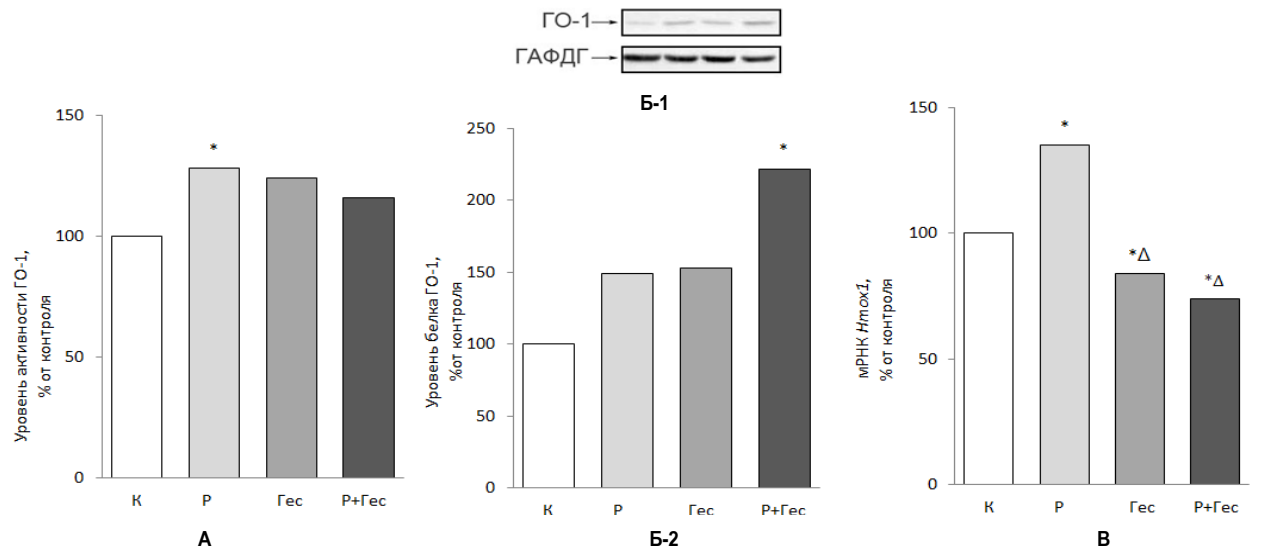 ГО-1
ГАФДГ
Б-1
Уровень активности ГО-1,
% от контроля
150
100
50
0
*
К
Р
Гес
Р+Гес
А
Уровень белка ГО-1,
%от контроля
250
200
150
100
50
0
*
К
Р
Гес
Р+Гес
Б-2
мРНК Hmox1,
% от контроля
150
100
50
0
*
*Δ
*Δ
К
Р
Гес
Р+Гес
В